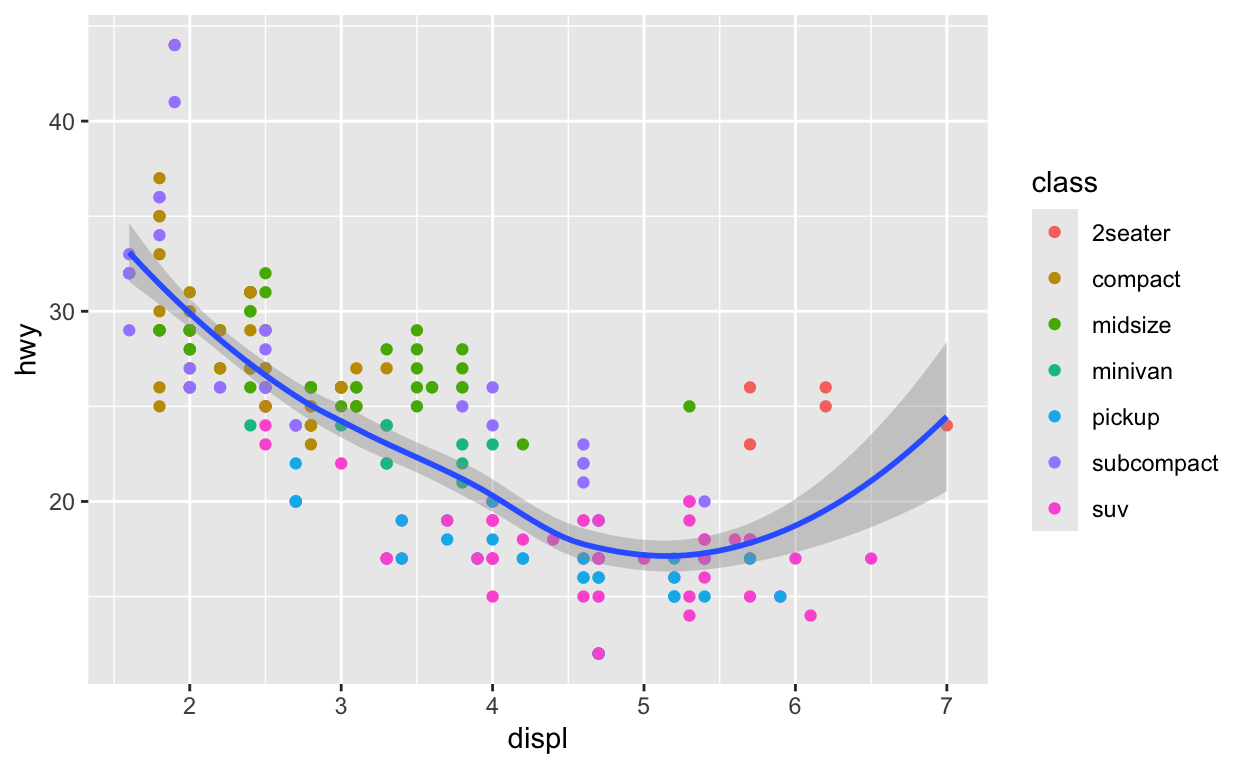 hwy
40
30
20
2 3 4 5 6 7
displ
class
2seater
compact
midsize
minivan
pickup
subcompact
suv